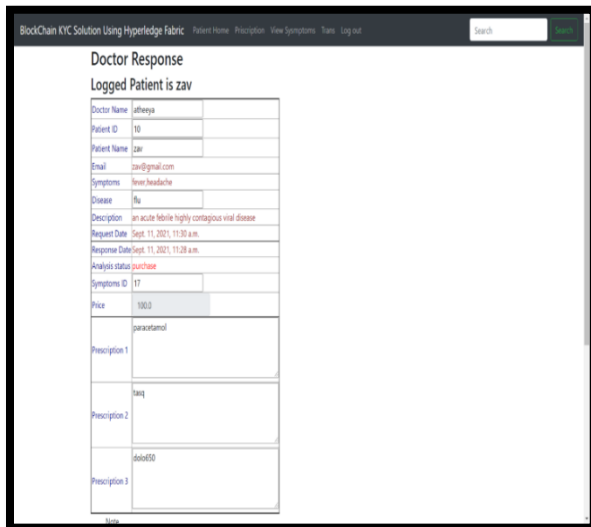 BlockChain KYC Solution Using Hyperledge Fabric Patient Home Priscription View Symptoms Trans Log out Search Search
Doctor Response
Logged Patient is zav
Doctor Name atheeya
Patient ID 10
Patient Name zav
Email zav@gmail.com
Symptoms fever,headache
Disease flu
Description an acute febrile highly contagious viral disease
Request Date Sept. 11, 2021, 11:30 a.m.
Response Date Sept. 11, 2021, 11:28 a.m.
Analysis status purchase
Symptoms ID 17
Price 100.0
Prescription 1 paracetamol
Prescription 2 tasq
Prescription 3 dolo650
Note